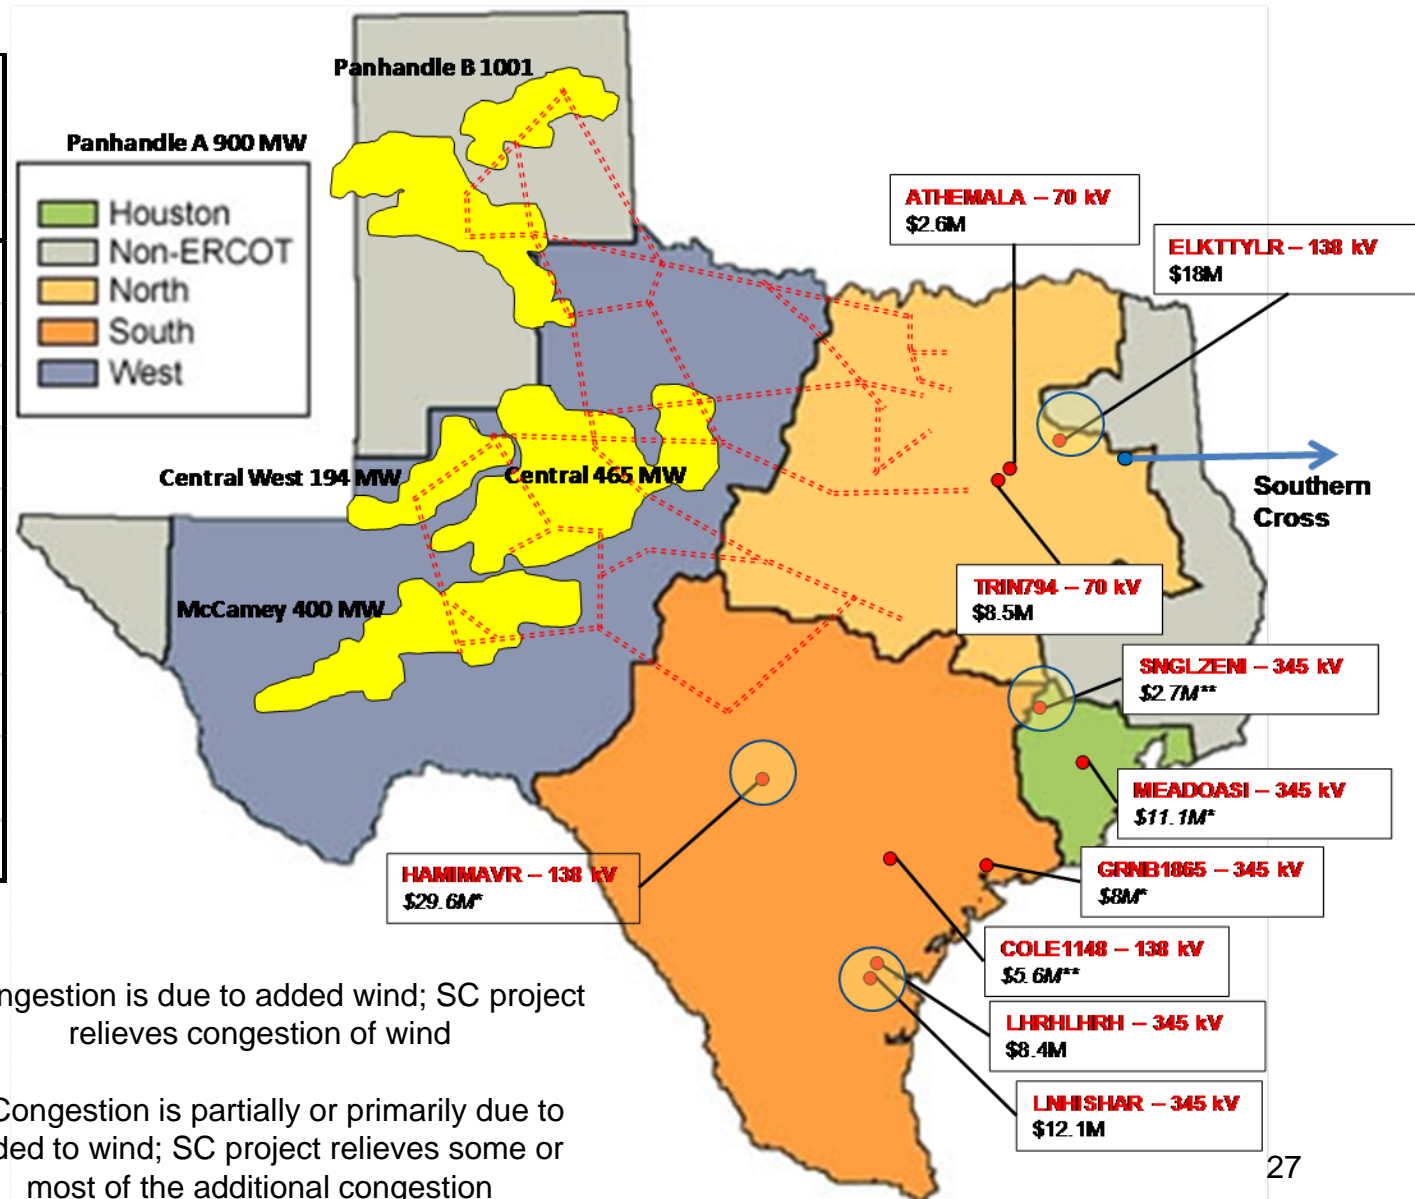 Panhandle B 1001
Panhandle A 900 MW
Houston
Non-ERCOT
North
South
West
ATHEMALA – 70 kV
$2.6M
ELKTTYLR – 138 kV
$18M
Central West 194 MW
Central 465 MW
Southern
Cross
McCamey 400 MW
TRIN794 – 70 kV
$8.5M
SNGLZENI – 345 kV
$2.7M**
MEADOASI – 345 kV
$11.1M*
HAMIMAVR – 138 kV
$29.6M*
GRNB1865 – 345 kV
$8M*
COLE1148 – 138 kV
$5.6M**
LHRHLHRH – 345 kV
$8.4M
LNHISHAR – 345 kV
$12.1M
ngestion is due to added wind; SC project
relieves congestion of wind
Congestion is partially or primarily due to
ded to wind; SC project relieves some or
most of the additional congestion
27